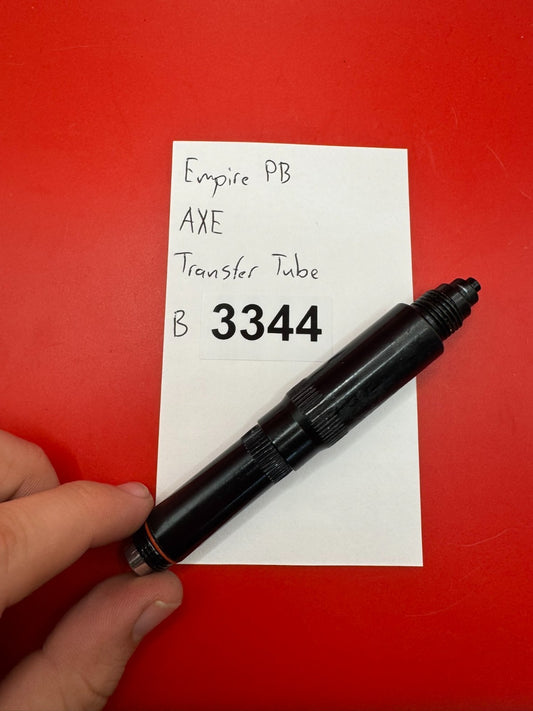 Empire PB
AXE
Transfer Tube
B 3344